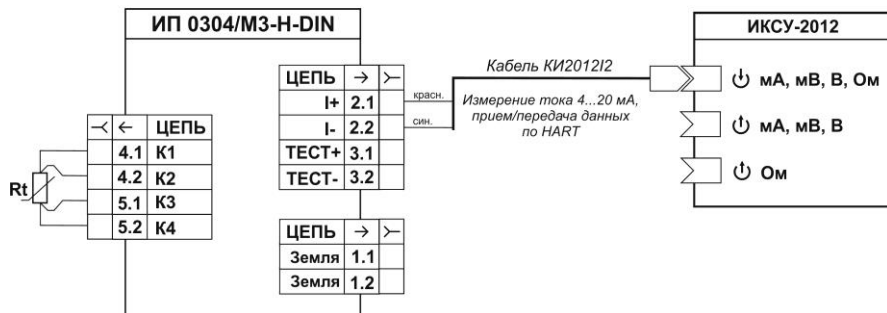 ИП 0304/М3-Н-DIN
ИКСУ-2012
ЦЕПЬ
I+ 2.1
I- 2.2
ТЕСТ+ 3.1
ТЕСТ- 3.2
красн.
син.
Кабель КИ2012I2
Измерение тока 4...20 мА,
прием/передача данных
по HART
мА, мВ, В, Ом
мА, мВ, В
Ом
ЦЕПЬ
4.1 К1
4.2 К2
5.1 К3
5.2 К4
Rt
ЦЕПЬ
Земля 1.1
Земля 1.2